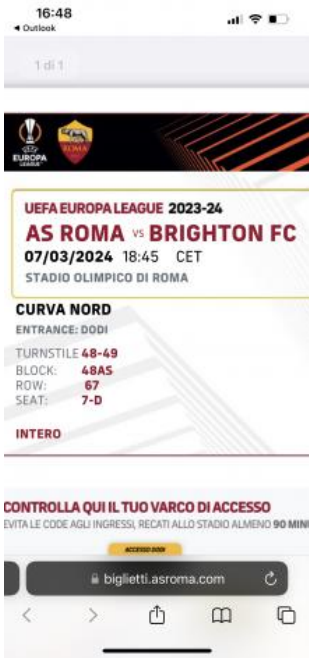 16:48
◀ Outlook
1 di 1
EUROPA
LEAGUE
ROMA
UEFA EUROPA LEAGUE 2023-24
AS ROMA VS BRIGHTON FC
07/03/2024 18:45 CET
STADIO OLIMPICO DI ROMA
CURVA NORD
ENTRANCE: DODI
TURNSTILE 48-49
BLOCK: 48AS
ROW: 67
SEAT: 7-D
INTERO
CONTROLLA QUI IL TUO VARCO DI ACCESSO
EVITA LE CODE AGLI INGRESSI, RECATI ALLO STADIO ALMENO 90 MINU
ACCESSO DODI
biglietti.asroma.com